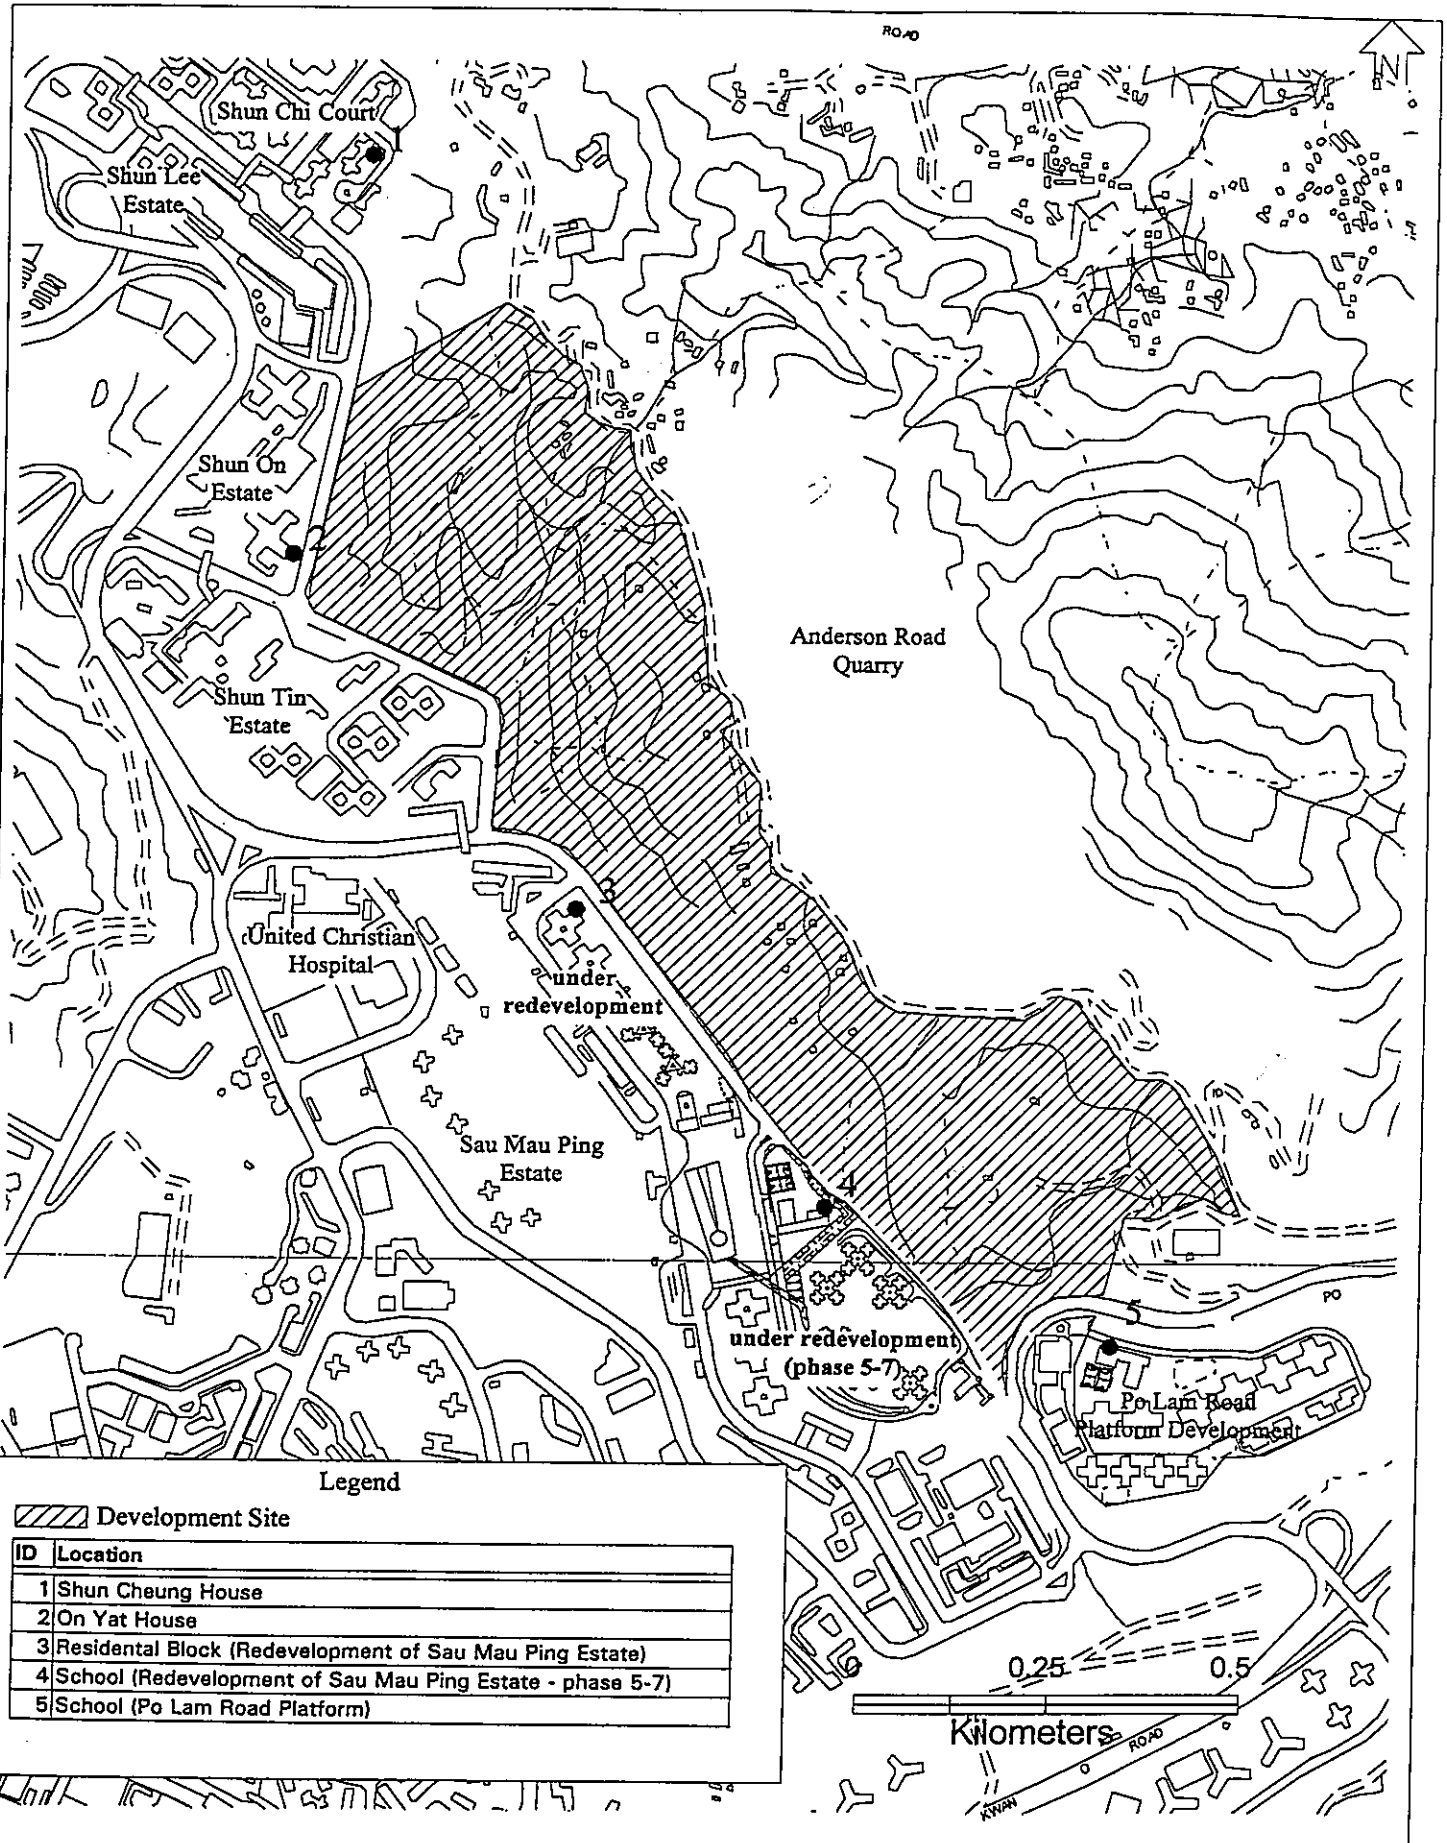 ROAD
N
Shun Chi Court
1
Shun Lee
Estate
Shun On
Estate
2
Anderson Road
Quarry
Shun Tin
Estate
3
United Christian
Hospital
under
redevelopment
Sau Mau Ping
Estate
4
PO
5
under redevelopment
(phase 5-7)
Po Lam Road
Platform Development
Legend
Development Site
ID Location
1 Shun Cheung House
2 On Yat House
3 Residental Block (Redevelopment of Sau Mau Ping Estate)
4 School (Redevelopment of Sau Mau Ping Estate - phase 5-7)
5 School (Po Lam Road Platform)
0 0.25 0.5
Kilometers
KWAN ROAD